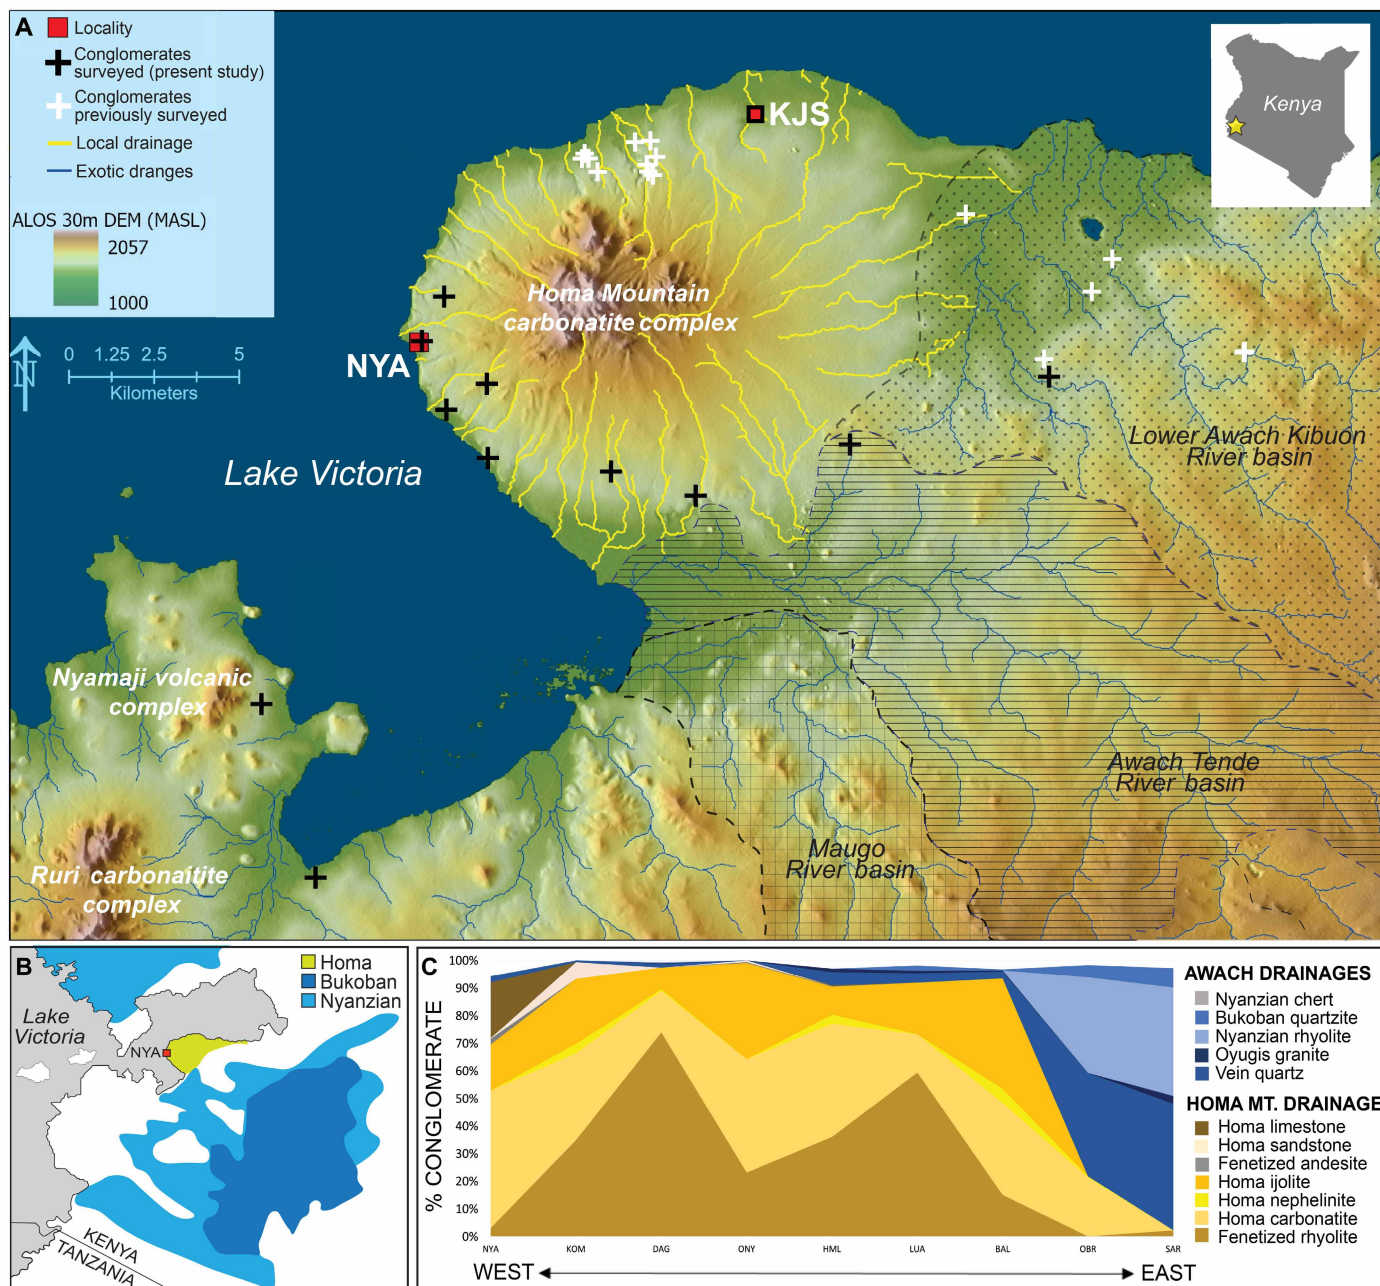 A
Locality
Conglomerates
surveyed (present study)
Conglomerates
previously surveyed
Local drainage
Exotic dranges
ALOS 30m DEM (MASL)
2057
1000
N
0 1.25 2.5 5
Kilometers
Kenya
KJS
Homa Mountain
carbonatite complex
NYA
Lake Victoria
Lower Awach Kibuon
River basin
Nyamaji volcanic
complex
Awach Tende
River basin
Ruri carbonaitite
complex
Maugo
River basin
B
Homa
Bukoban
Nyanzian
Lake
Victoria
NYA
KENYA
TANZANIA
C
% CONGLOMERATE
100%
90%
80%
70%
60%
50%
40%
30%
20%
10%
0%
NYA KOM DAG ONY HML LUA BAL OBR SAR
WEST EAST
AWACH DRAINAGES
Nyanzian chert
Bukoban quartzite
Nyanzian rhyolite
Oyugis granite
Vein quartz
HOMA MT. DRAINAGE
Homa limestone
Homa sandstone
Fenetized andesite
Homa ijolite
Homa nephelinite
Homa carbonatite
Fenetized rhyolite